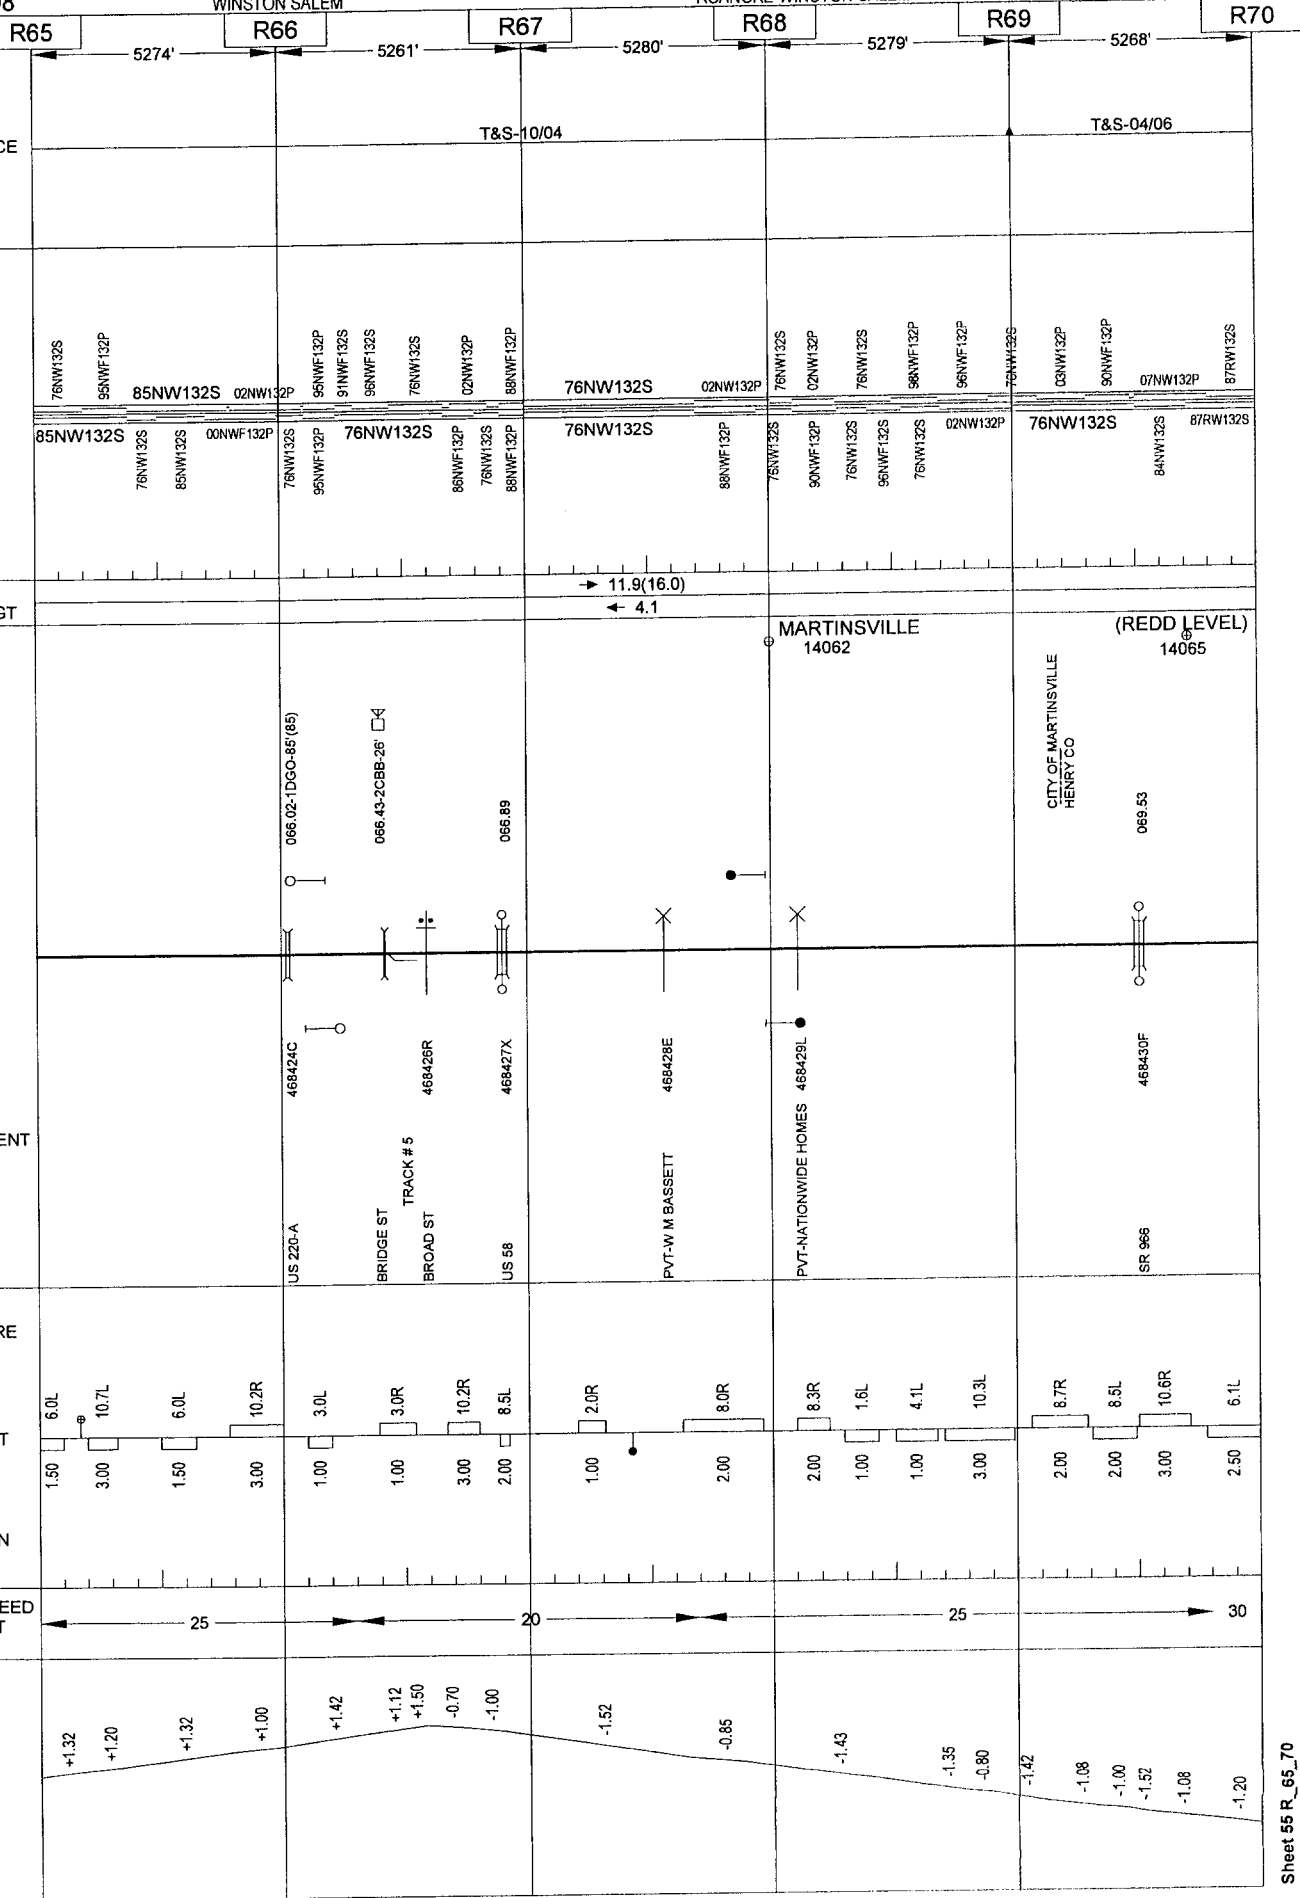 WINSTON SALEM
R65 R66 R67 R68 R69 R70
5274' 5261' 5280' 5279' 5268'
T&S-10/04 T&S-04/06
CE
76NW132S 95NWF132P 85NW132S 02NW132P 95NWF132P 91NWF132S 96NWF132S 76NW132S 02NW132P 88NWF132P 76NW132S 02NW132P 76NW132S 02NW132P 76NW132S 98NWF132P 96NWF132P 76NW132S 03NW132P 90NWF132P 07NW132P 87RW132S
85NW132S 76NW132S 85NW132S 00NWF132P 76NW132S 95NWF132P 76NW132S 86NWF132P 76NW132S 88NWF132P 76NW132S 88NWF132P 76NW132S 90NWF132P 76NW132S 96NWF132S 76NW132S 02NW132P 76NW132S 84NW132S 87RW132S
11.9(16.0)
GT
4.1
MARTINSVILLE (REDD LEVEL)
14062 14065
CITY OF MARTINSVILLE
HENRY CO
066.02-1DGO-85'(85) 066.43-2CBB-26' 066.89 069.53
468424C 468426R 468427X 468428E 468429L 468430F
ENT
US 220-A BRIDGE ST TRACK # 5 BROAD ST US 58 PVT-W M BASSETT PVT-NATIONWIDE HOMES SR 966
RE
6.0L 10.7L 6.0L 10.2R 3.0L 3.0R 10.2R 8.5L 2.0R 8.0R 8.3R 1.6L 4.1L 10.3L 8.7R 8.5L 10.6R 6.1L
T
1.50 3.00 1.50 3.00 1.00 1.00 3.00 2.00 1.00 2.00 2.00 1.00 1.00 3.00 2.00 2.00 3.00 2.50
N
EED
T
25 20 25 30
+1.32 +1.20 +1.32 +1.00 +1.42 +1.12 +1.50 -0.70 -1.00 -1.52 -0.85 -1.43 -1.35 -0.80 -1.42 -1.08 -1.00 -1.52 -1.08 -1.20
Sheet 55 R_65_70